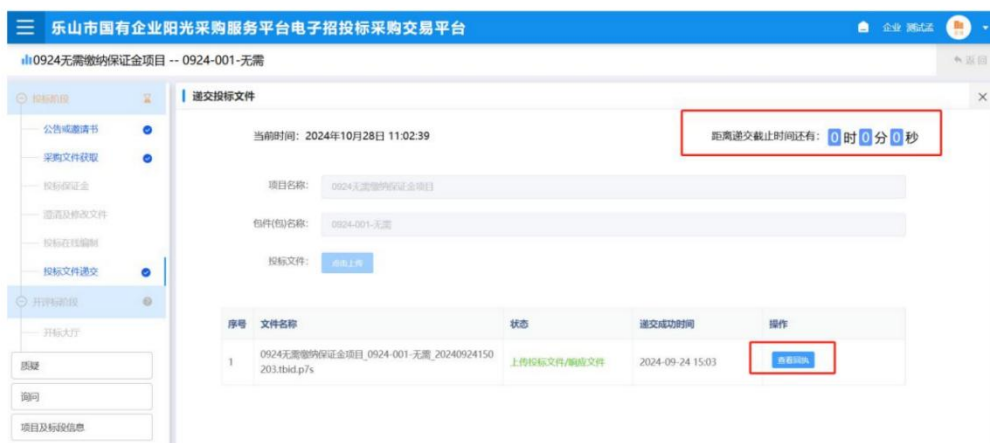 乐山市国有企业阳光采购服务平台电子招投标采购交易平台
企业 测试孟
0924无需缴纳保证金项目 -- 0924-001-无需
返回
投标阶段
公告或邀请书
采购文件获取
投标保证金
澄清及修改文件
投标在线编制
投标文件递交
开评标阶段
开标大厅
质疑
询问
项目及标段信息
递交投标文件
当前时间：2024年10月28日 11:02:39
距离递交截止时间还有：0时0分0秒
项目名称： 0924无需缴纳保证金项目
包件(包)名称： 0924-001-无需
投标文件： 点击上传
序号 文件名称 状态 递交成功时间 操作
1 0924无需缴纳保证金项目_0924-001-无需_20240924150 上传投标文件/响应文件 2024-09-24 15:03 查看回执
203.tbid.p7s